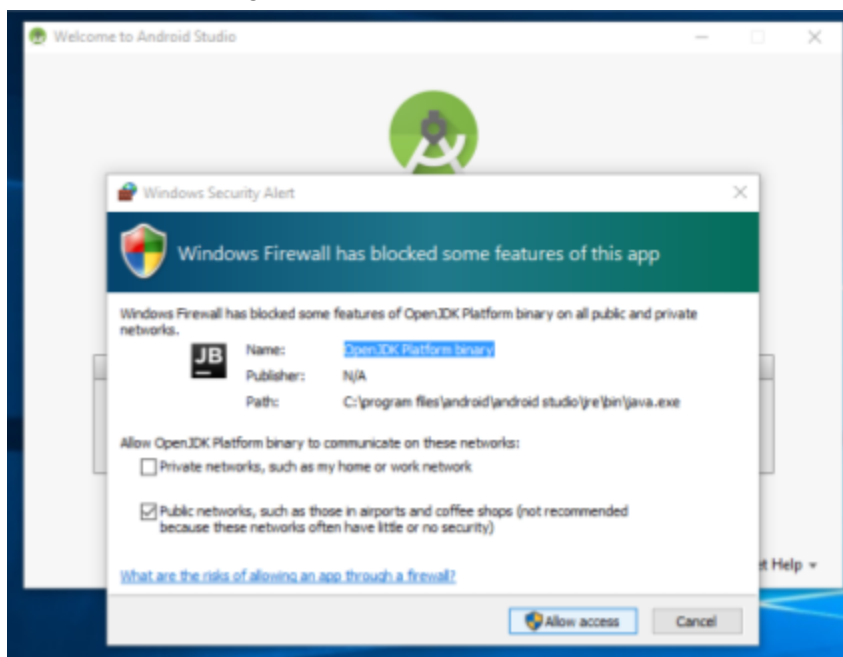 Welcome to Android Studio
Windows Security Alert
Windows Firewall has blocked some features of this app
Windows Firewall has blocked some features of OpenJDK Platform binary on all public and private
networks.
JB
Name: OpenJDK Platform binary
Publisher: N/A
Path: C:\program files\android\android studio\jre\bin\java.exe
Allow OpenJDK Platform binary to communicate on these networks:
Private networks, such as my home or work network
Public networks, such as those in airports and coffee shops (not recommended
because these networks often have little or no security)
What are the risks of allowing an app through a firewall?
Help
Allow access Cancel